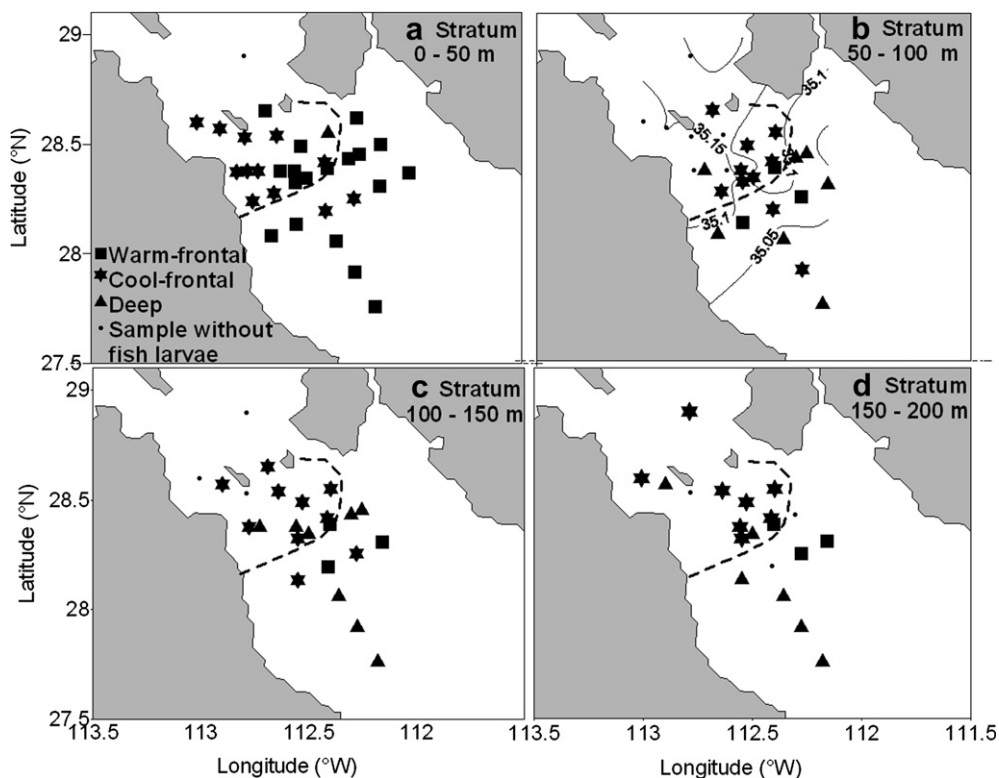 a Stratum
0 - 50 m
b Stratum
50 - 100 m
29
28.5
28
27.5
Latitude (°N)
Warm-frontal
Cool-frontal
Deep
Sample without
fish larvae
35.1
35.15
35.1
35.05
c Stratum
100 - 150 m
d Stratum
150 - 200 m
29
28.5
28
27.5
Latitude (°N)
113.5
113
112.5
112
113
112.5
112
111.5
Longitude (°W)
Longitude (°W)